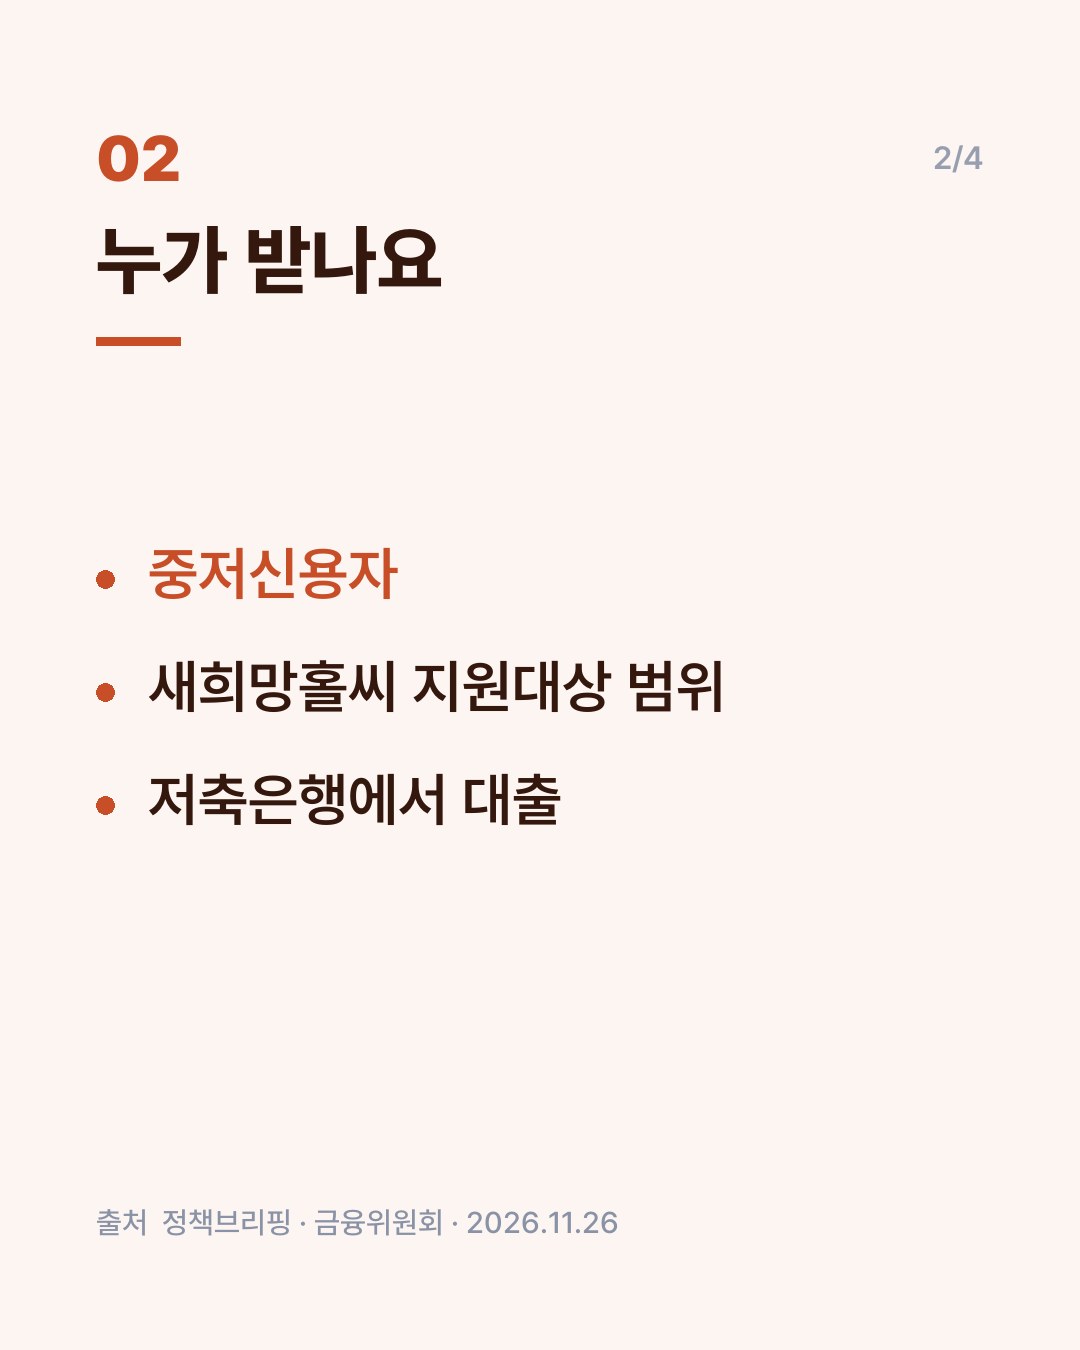 02
2/4
누가 받나요
중저신용자
새희망홀씨 지원대상 범위
저축은행에서 대출
출처 정책브리핑 · 금융위원회 · 2026.11.26